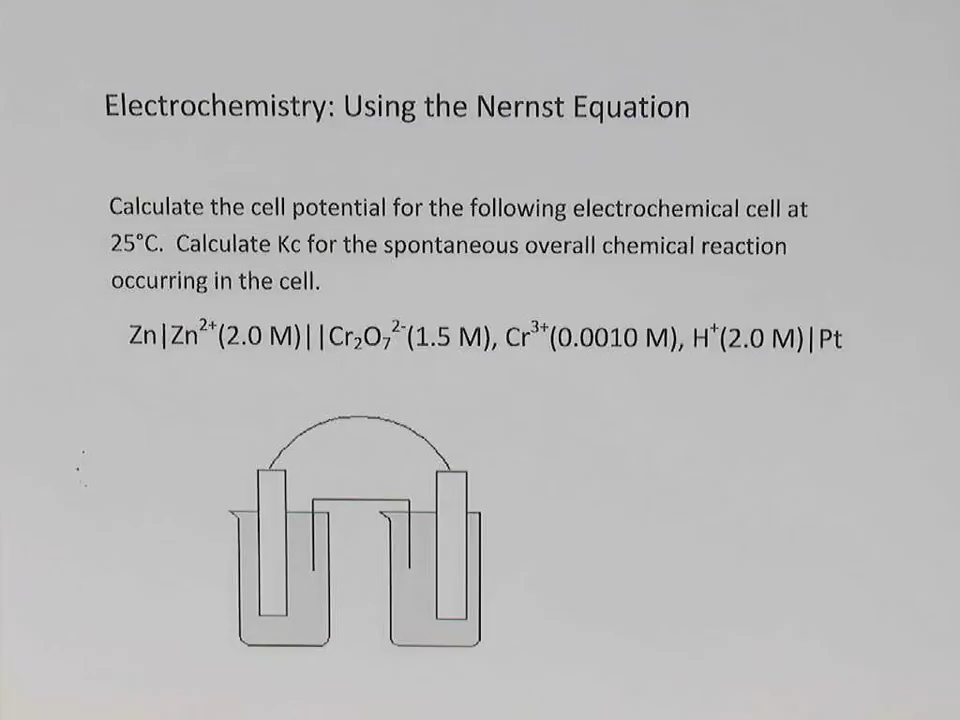 Electrochemistry: Using the Nernst Equation
Calculate the cell potential for the following electrochemical cell at
25°C. Calculate Kc for the spontaneous overall chemical reaction
occurring in the cell.
Zn|Zn²⁺(2.0 M)||Cr₂O₇²⁻(1.5 M), Cr³⁺(0.0010 M), H⁺(2.0 M)|Pt